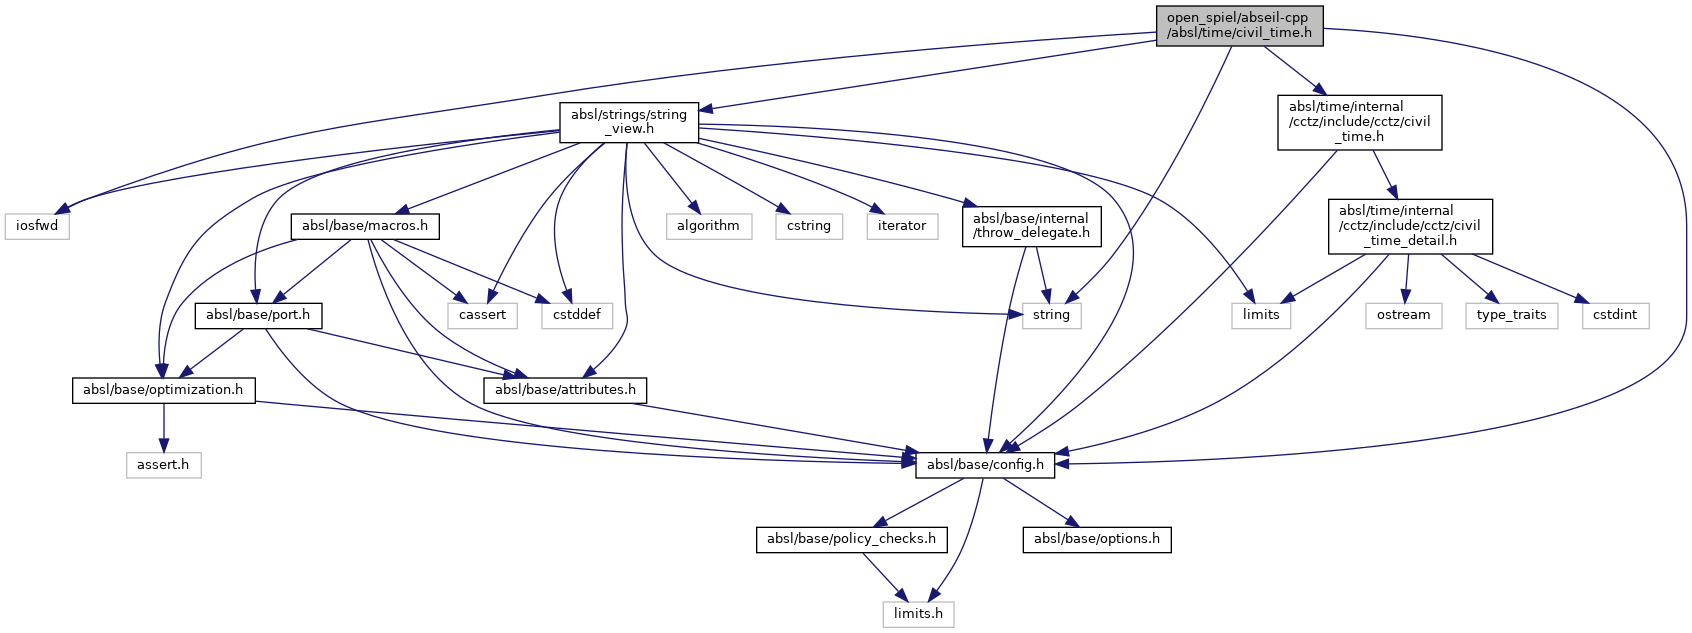 open_spiel/abseil-cpp
/absl/time/civil_time.h
absl/strings/string
_view.h
absl/time/internal
/cctz/include/cctz/civil
_time.h
iosfwd
absl/base/macros.h
algorithm
cstring
iterator
absl/base/internal
/throw_delegate.h
absl/time/internal
/cctz/include/cctz/civil
_time_detail.h
absl/base/port.h
cassert
cstddef
string
limits
ostream
type_traits
cstdint
absl/base/optimization.h
absl/base/attributes.h
assert.h
absl/base/config.h
absl/base/policy_checks.h
absl/base/options.h
limits.h